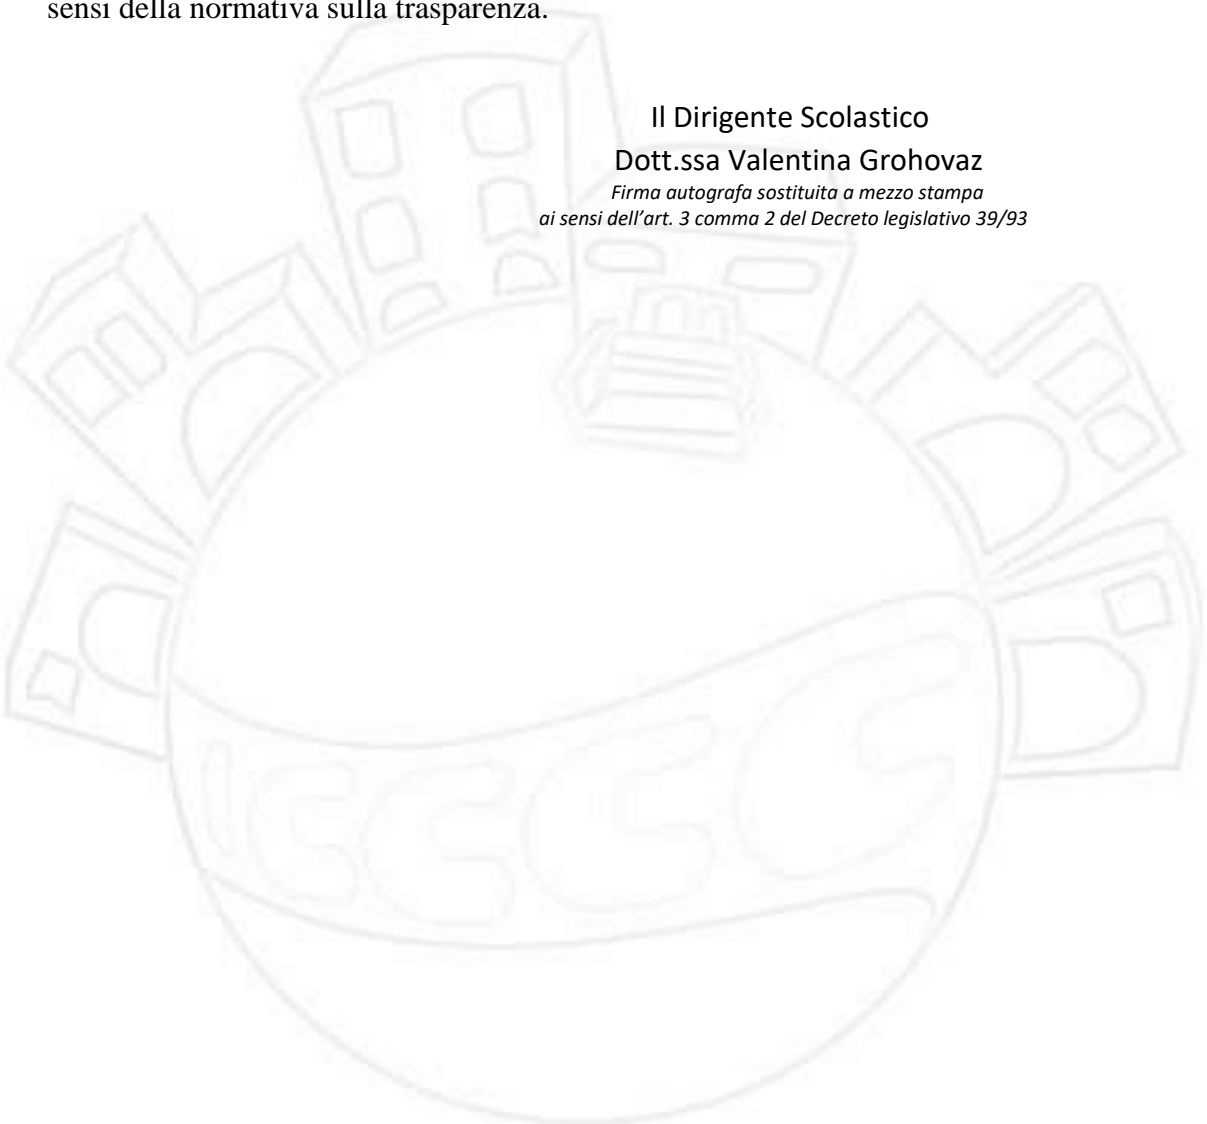 sensi della normativa sulla trasparenza.
Il Dirigente Scolastico
Dott.ssa Valentina Grohovaz
Firma autografa sostituita a mezzo stampa
ai sensi dell'art. 3 comma 2 del Decreto legislativo 39/93